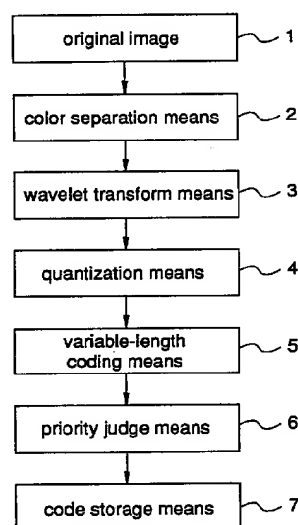 original image 1
color separation means 2
wavelet transform means 3
quantization means 4
variable-length
coding means 5
priority judge means 6
code storage means 7